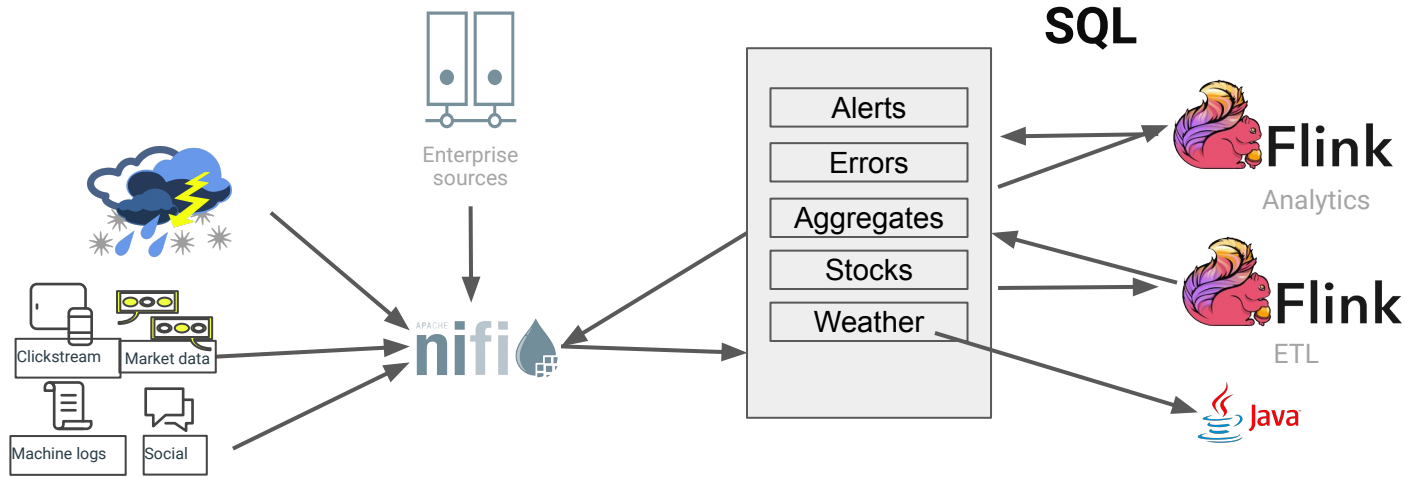 SQL
Enterprise
sources
Alerts
Errors
Aggregates
Stocks
Weather
Flink
Analytics
Flink
ETL
Java
APACHE
nifi
Clickstream
Market data
Machine logs
Social